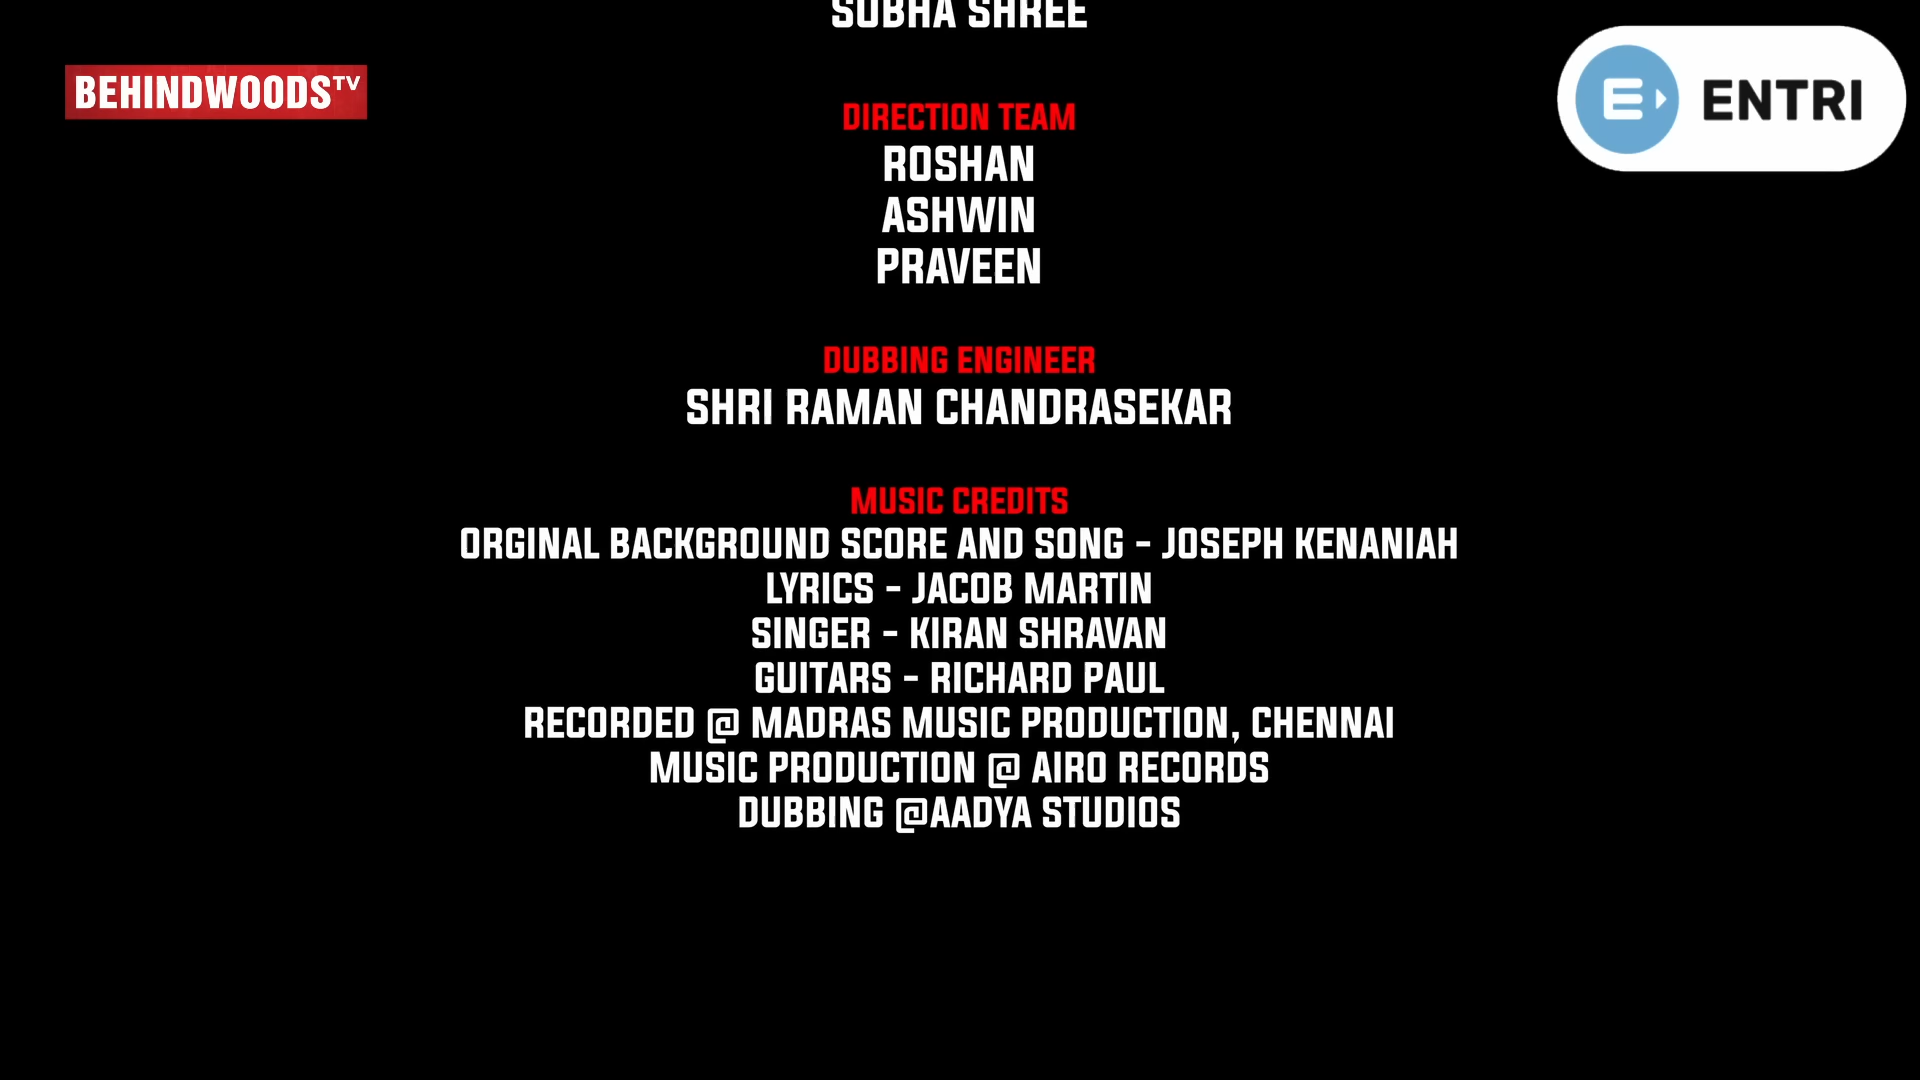 SUBHA SHREE
BEHINDWOODS TV
ENTRI
DIRECTION TEAM
ROSHAN
ASHWIN
PRAVEEN
DUBBING ENGINEER
SHRI RAMAN CHANDRASEKAR
MUSIC CREDITS
ORGINAL BACKGROUND SCORE AND SONG - JOSEPH KENANIAH
LYRICS - JACOB MARTIN
SINGER - KIRAN SHRAVAN
GUITARS - RICHARD PAUL
RECORDED @ MADRAS MUSIC PRODUCTION, CHENNAI
MUSIC PRODUCTION @ AIRO RECORDS
DUBBING @AADYA STUDIOS